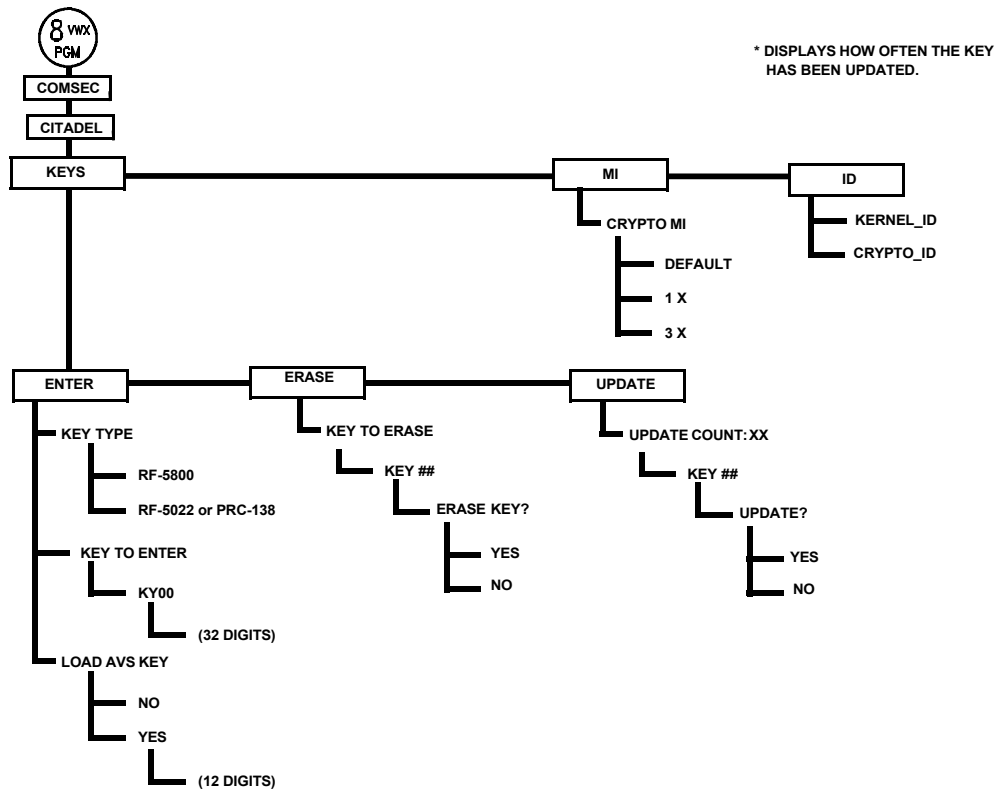 8 VWX
PGM
* DISPLAYS HOW OFTEN THE KEY
HAS BEEN UPDATED.
COMSEC
CITADEL
KEYS
MI
ID
CRYPTO MI
DEFAULT
1 X
3 X
KERNEL_ID
CRYPTO_ID
ENTER
ERASE
UPDATE
KEY TYPE
RF-5800
RF-5022 or PRC-138
KEY TO ENTER
KY00
(32 DIGITS)
LOAD AVS KEY
NO
YES
(12 DIGITS)
KEY TO ERASE
KEY ##
ERASE KEY?
YES
NO
UPDATE COUNT: XX
KEY ##
UPDATE?
YES
NO